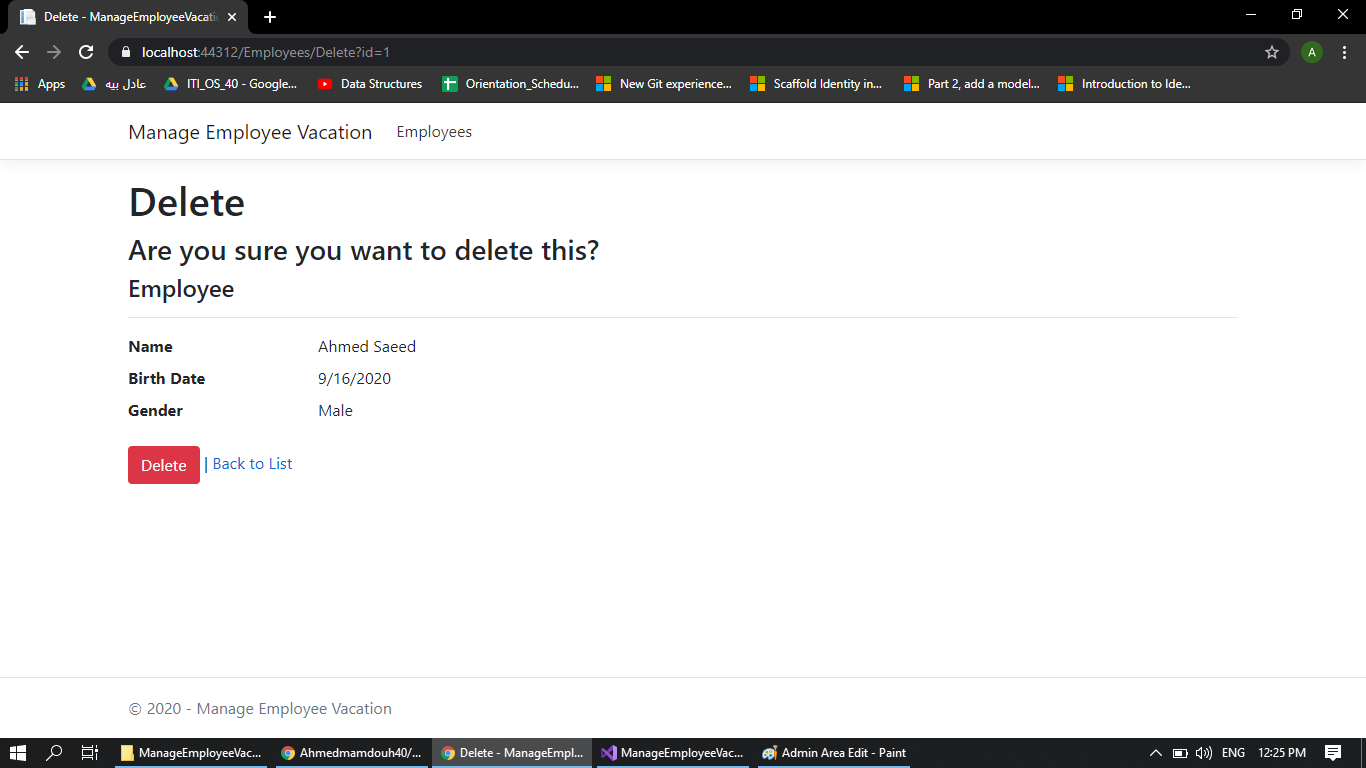 Delete - ManageEmployeeVacati
localhost:44312/Employees/Delete?id=1
A
Apps
عادل بيه
ITI_OS_40 - Google...
Data Structures
Orientation_Schedu...
New Git experience...
Scaffold Identity in...
Part 2, add a model...
Introduction to Ide...
Manage Employee Vacation
Employees
Delete
Are you sure you want to delete this?
Employee
Name Ahmed Saeed
Birth Date 9/16/2020
Gender Male
Delete | Back to List
© 2020 - Manage Employee Vacation
ManageEmployeeVac...
Ahmedmamdouh40/...
Delete - ManageEmpl...
ManageEmployeeVac...
Admin Area Edit - Paint
ENG
12:25 PM